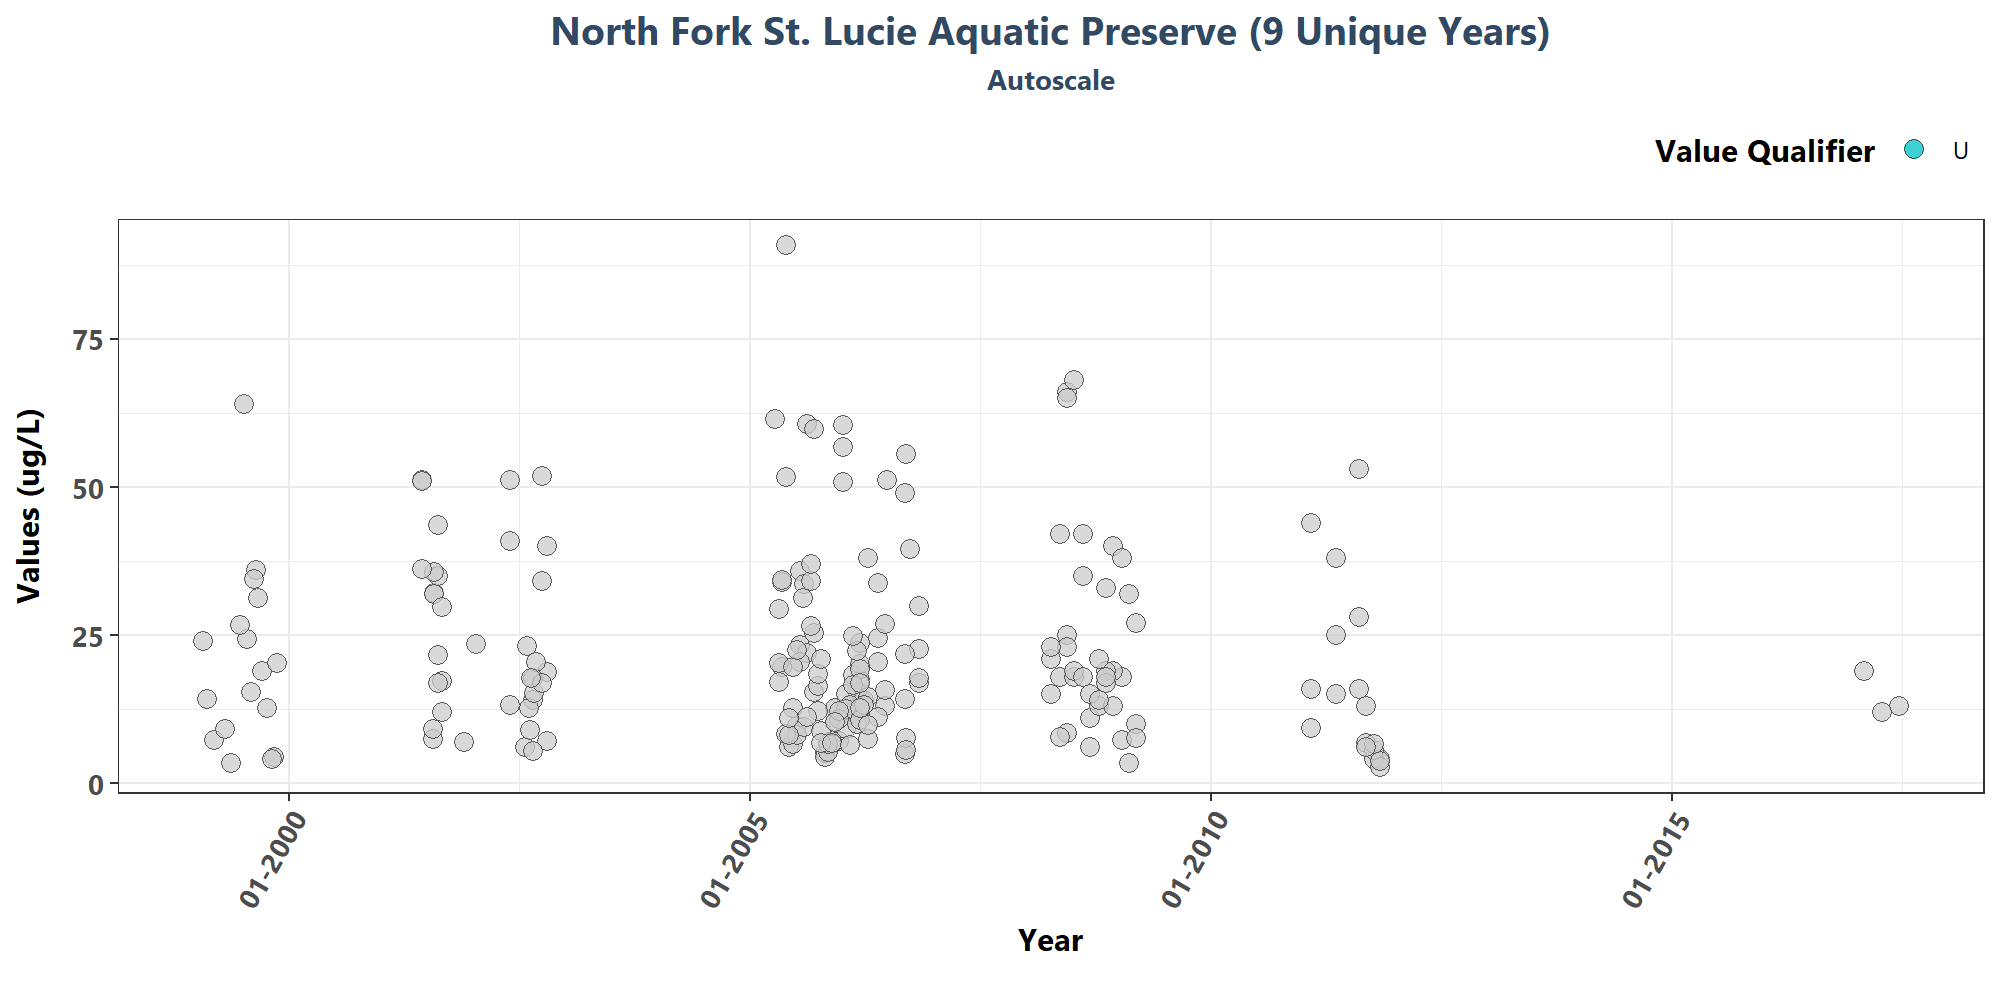 North Fork St. Lucie Aquatic Preserve (9 Unique Years)
Autoscale
Value Qualifier U
Values (ug/L)
75
50
25
0
01-2000 01-2005 01-2010 01-2015
Year